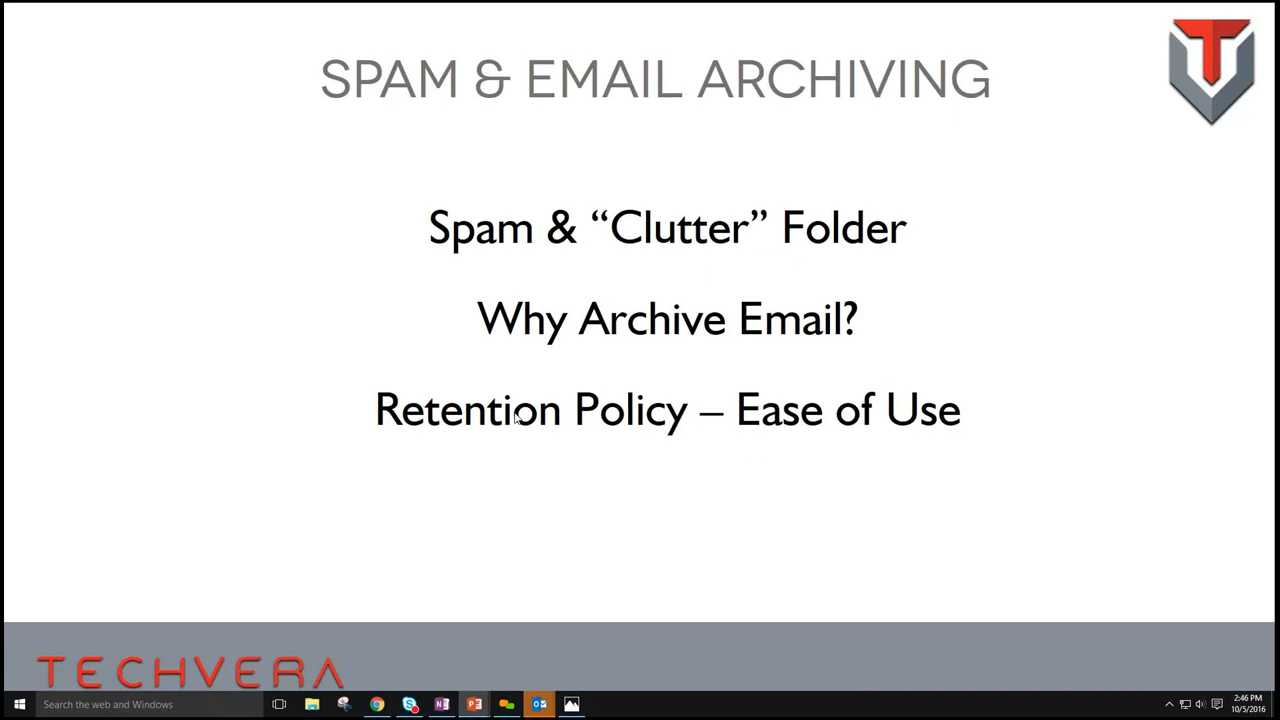 SPAM & EMAIL ARCHIVING
Spam & “Clutter” Folder
Why Archive Email?
Retention Policy – Ease of Use
TECHVERA
Search the web and Windows
2:46 PM
10/5/2016